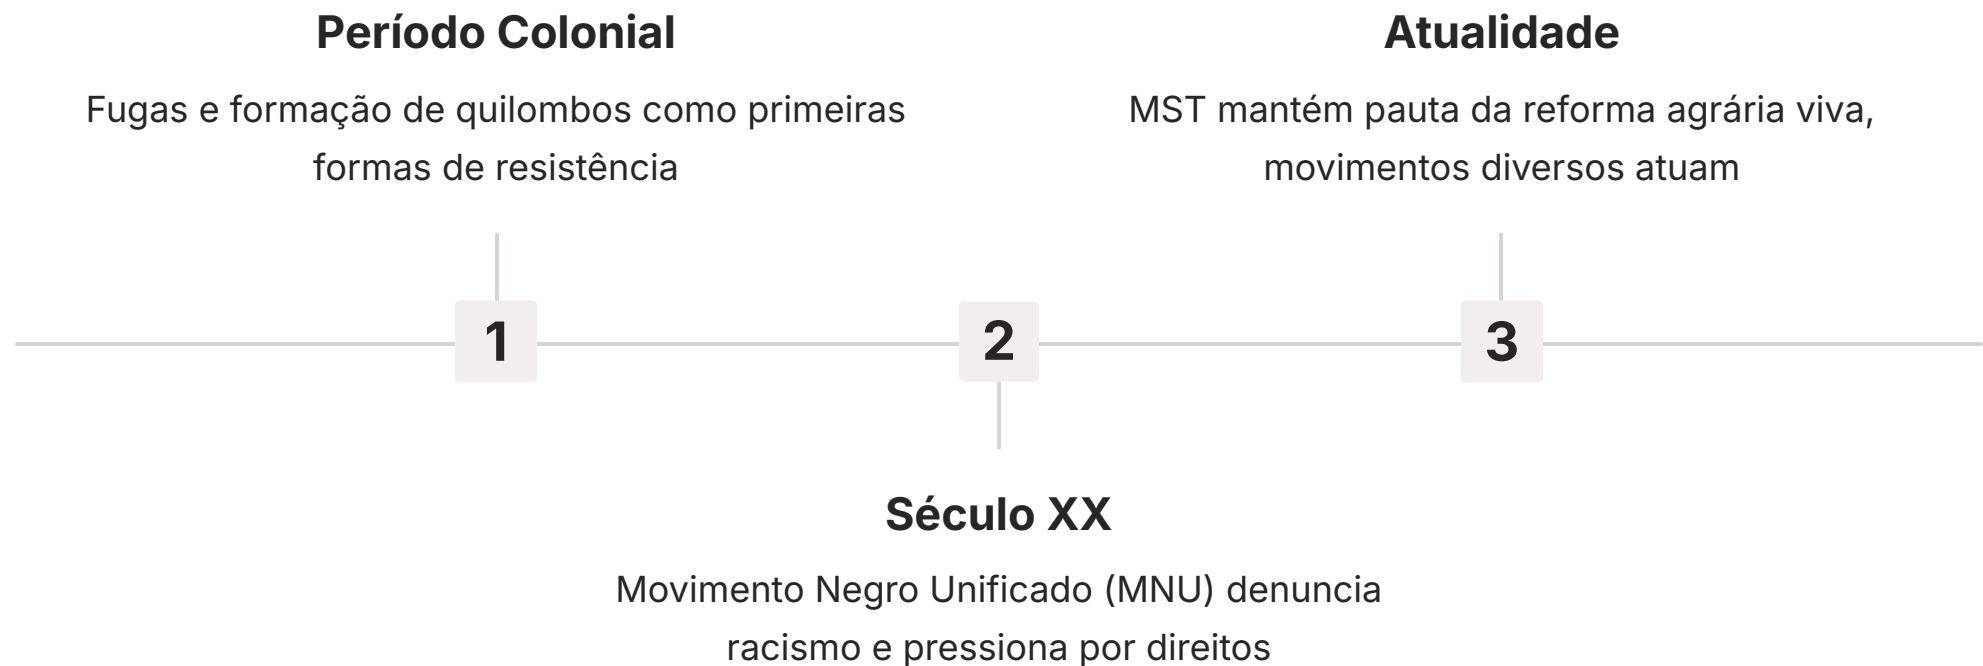 Período Colonial
Fugas e formação de quilombos como primeiras
formas de resistência
Atualidade
MST mantém pauta da reforma agrária viva,
movimentos diversos atuam
1
2
3
Século XX
Movimento Negro Unificado (MNU) denuncia
racismo e pressiona por direitos